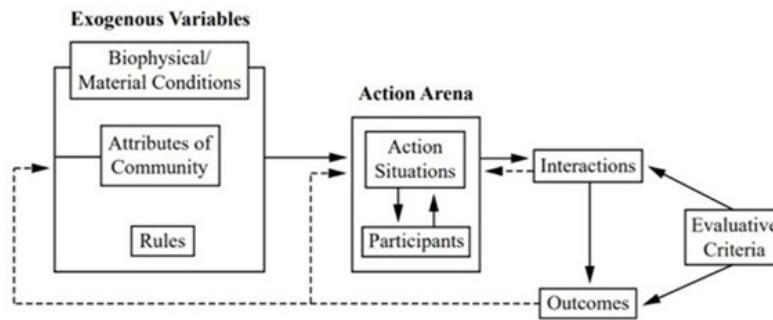 Exogenous Variables
Biophysical/
Material Conditions
Attributes of
Community
Rules
Action Arena
Action
Situations
Participants
Interactions
Outcomes
Evaluative
Criteria